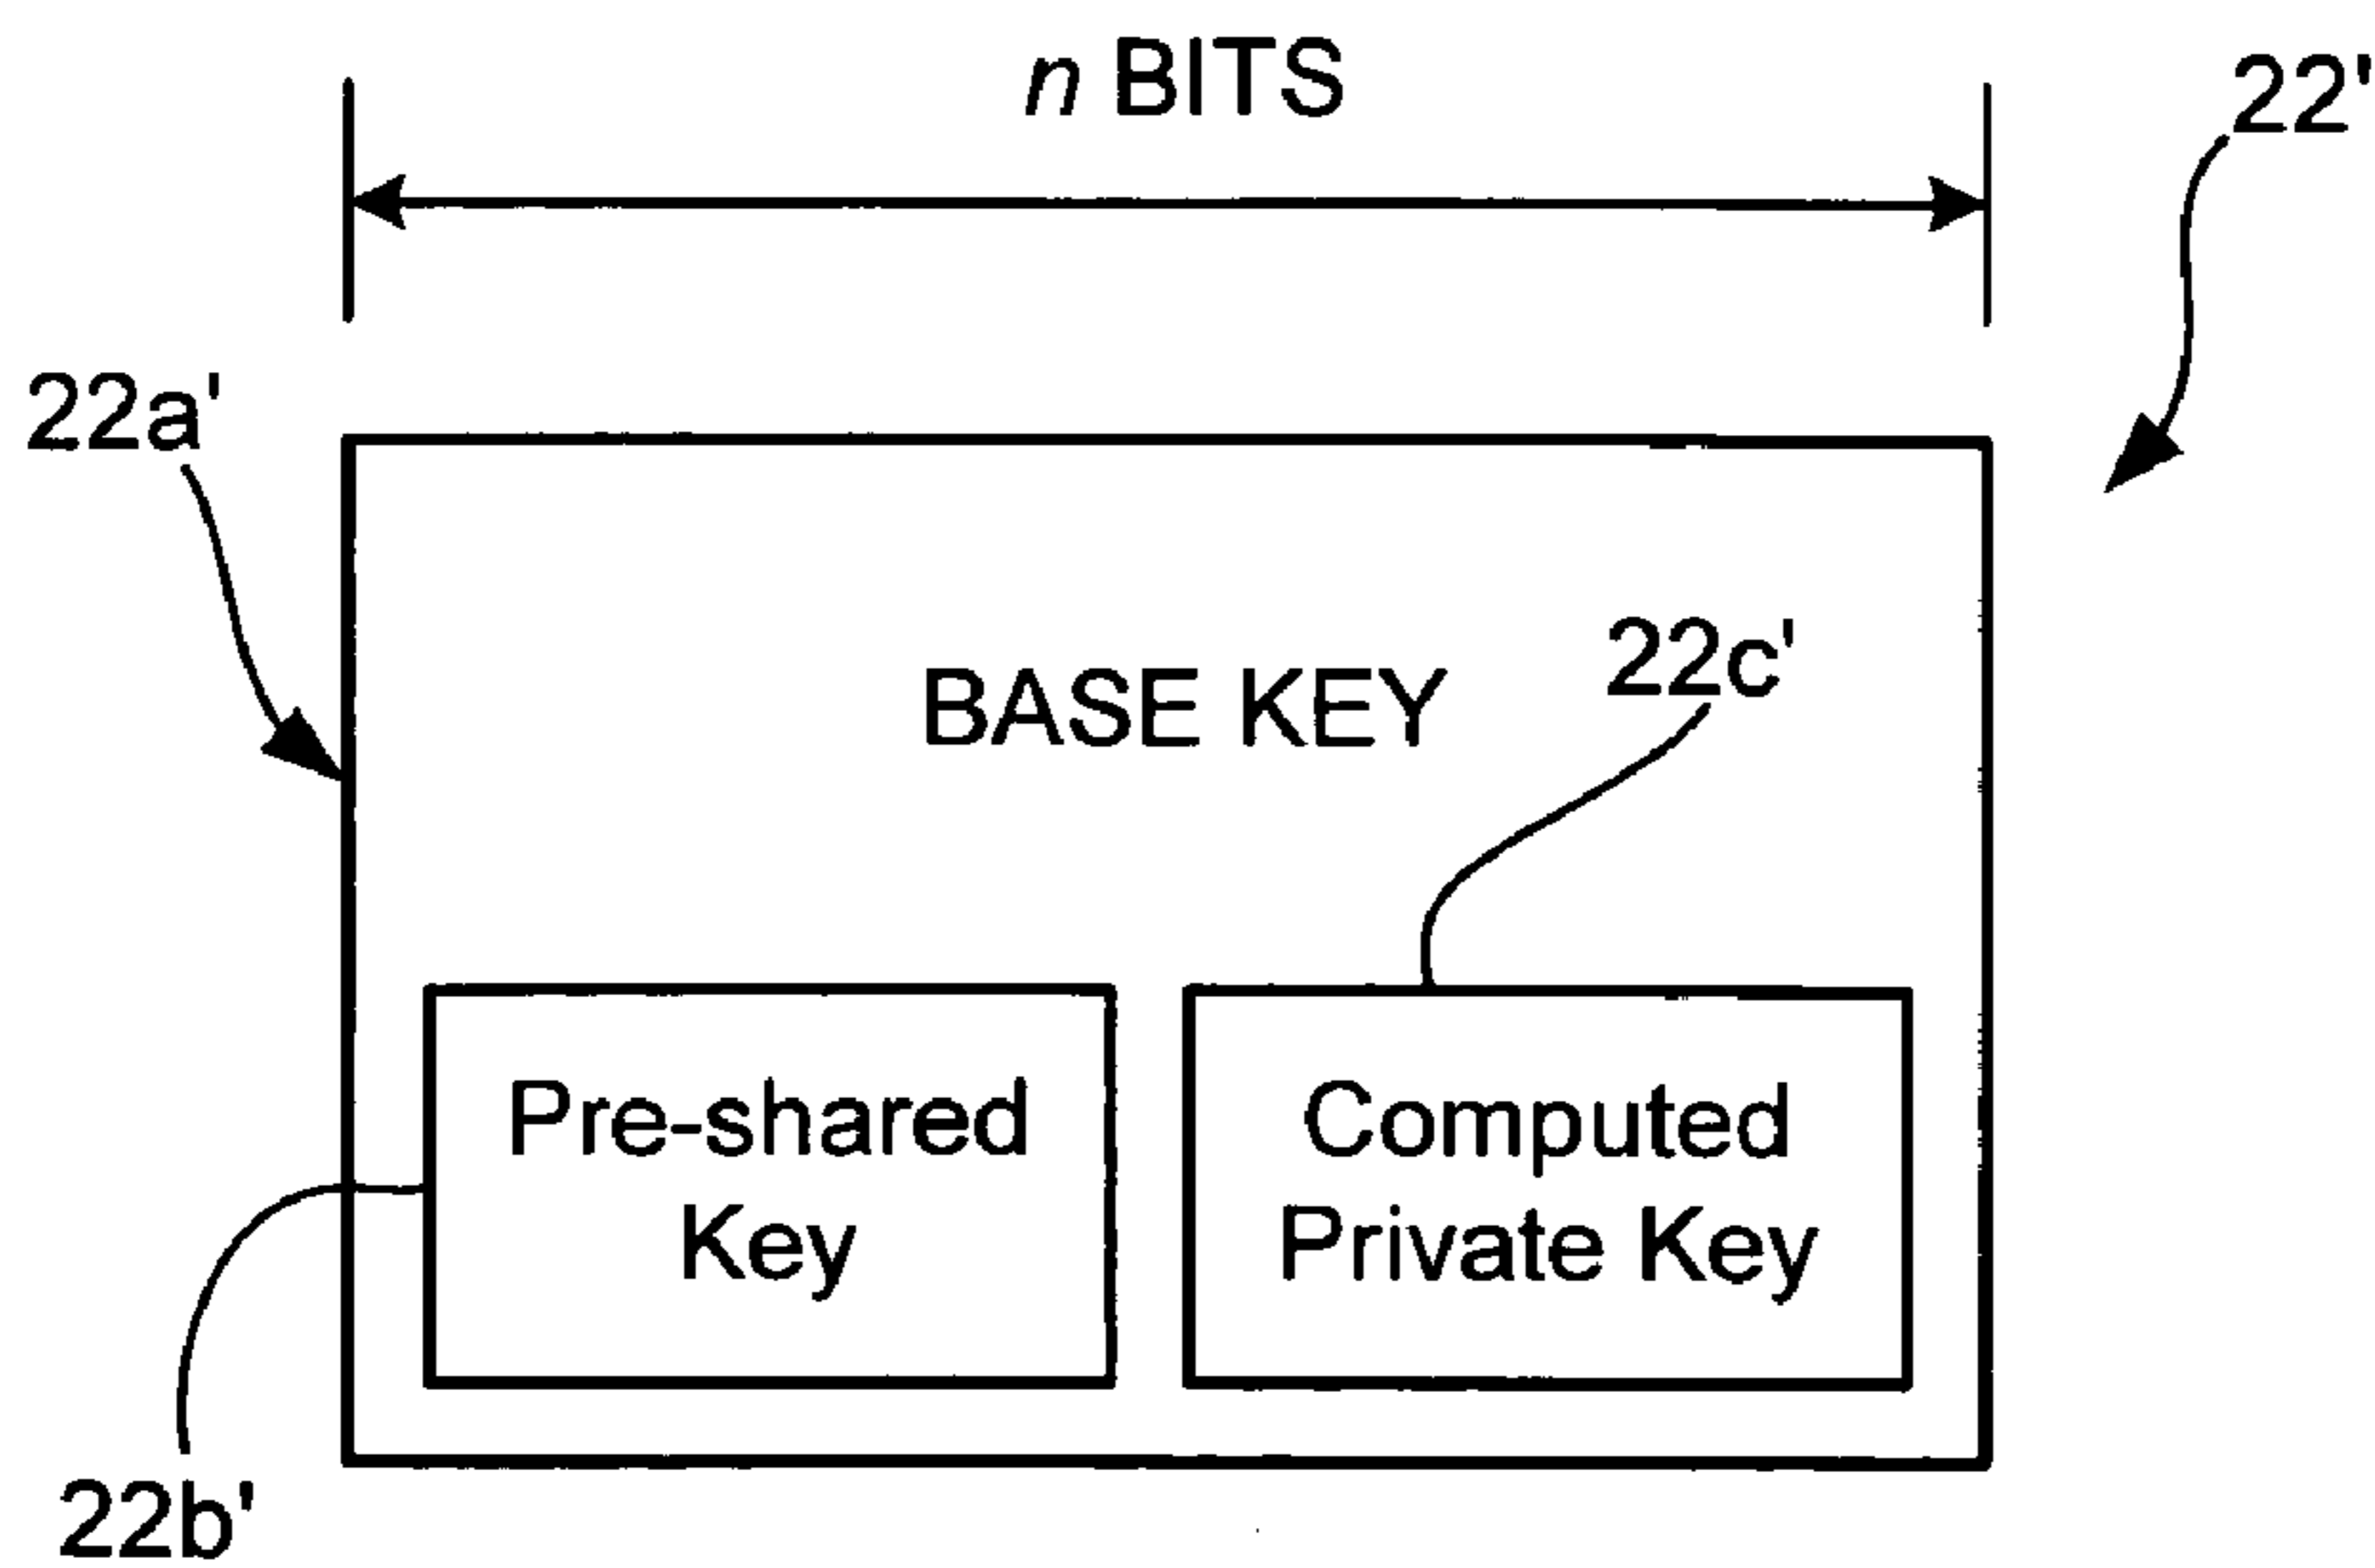 n BITS
22'
22a'
BASE KEY
22c'
Pre-shared
Key
Computed
Private Key
22b'